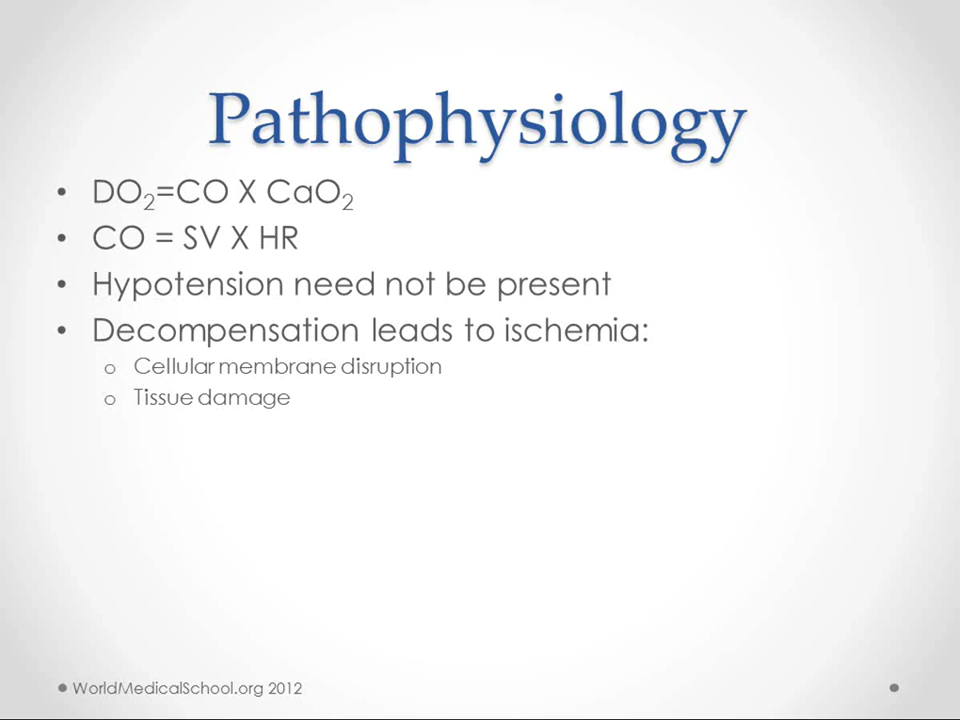 Pathophysiology
• DO₂=CO X CaO₂
• CO = SV X HR
• Hypotension need not be present
• Decompensation leads to ischemia:
o Cellular membrane disruption
o Tissue damage
• WorldMedicalSchool.org 2012 •